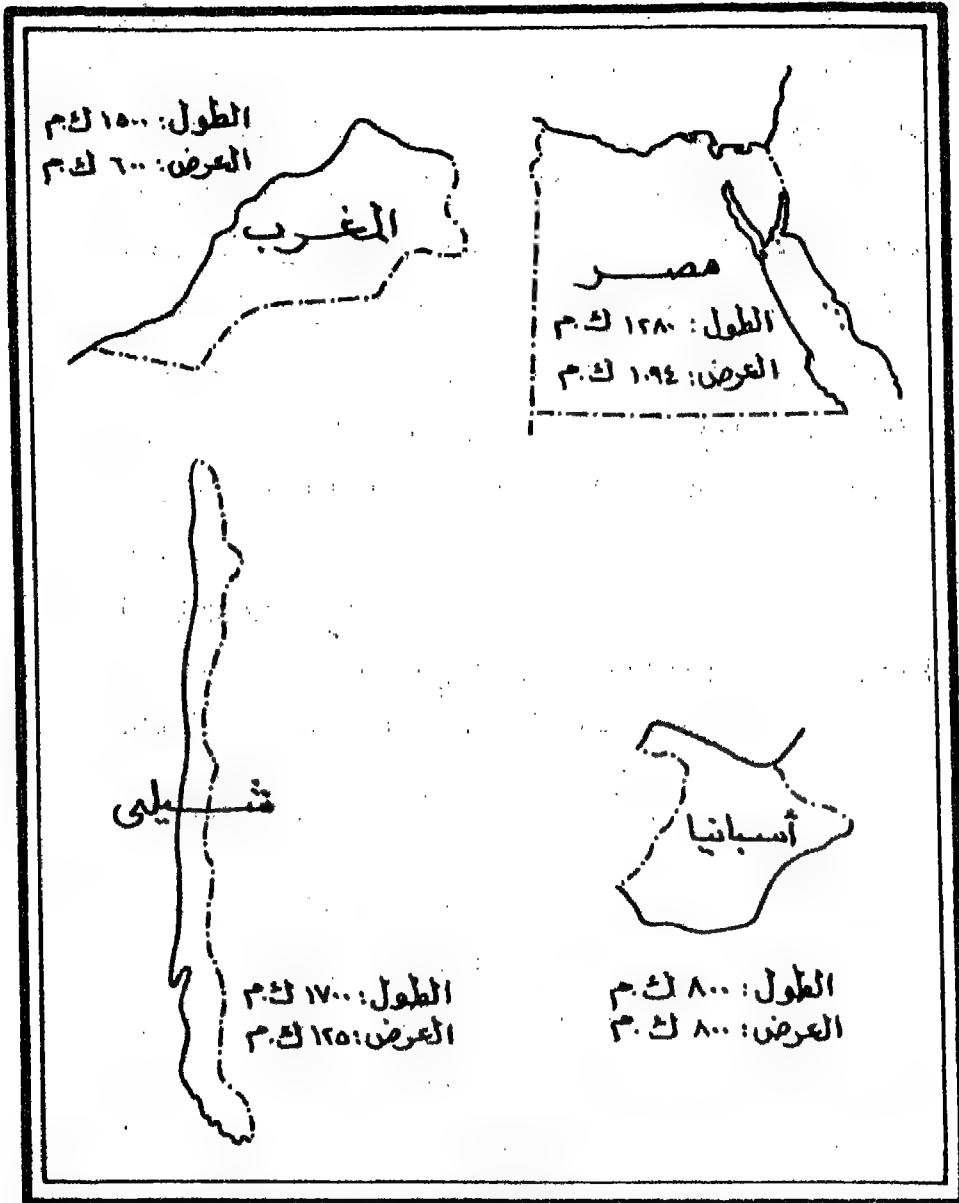 الطول: ١٥٠٠ ك.م
العرض: ٦٠٠ ك.م
المغرب
مصر
الطول: ١٢٨٠ ك.م
العرض: ١٠٩٤ ك.م
شيلى
الطول: ١٧٠٠ ك.م
العرض: ١٢٥ ك.م
أسبانيا
الطول: ٨٠٠ ك.م
العرض: ٨٠٠ ك.م